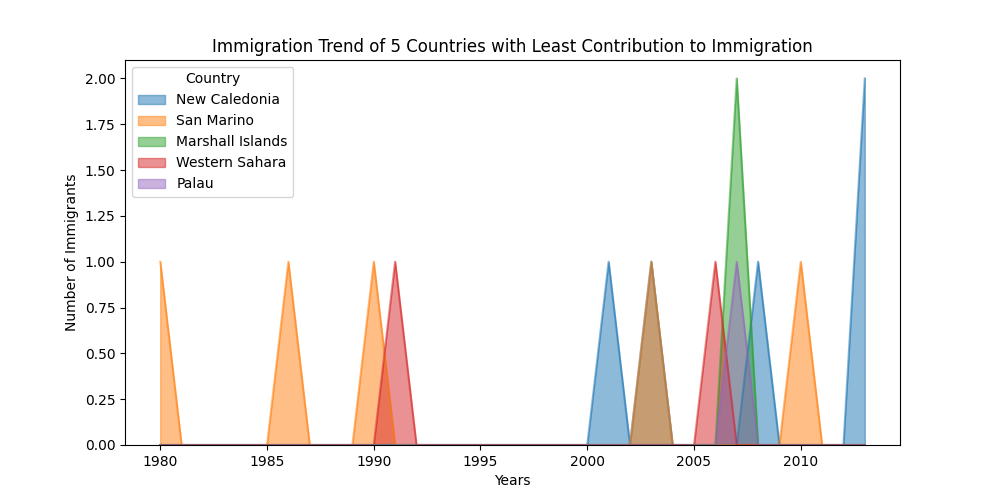 Immigration Trend of 5 Countries with Least Contribution to Immigration
Country
New Caledonia
San Marino
Marshall Islands
Western Sahara
Palau
Number of Immigrants
2.00
1.75
1.50
1.25
1.00
0.75
0.50
0.25
0.00
1980 1985 1990 1995 2000 2005 2010
Years